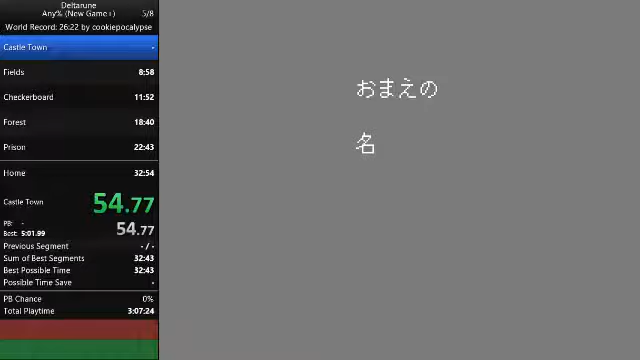 Deltarune
Any% (New Game+) 5/8
World Record: 26:22 by cookiepocalypse
Castle Town -
Fields 8:58
Checkerboard 11:52
Forest 18:40
Prison 22:43
Home 32:54
Castle Town 54.77
PB: -
Best: 5:01.99 54.77
Previous Segment - / -
Sum of Best Segments 32:43
Best Possible Time 32:43
Possible Time Save -
PB Chance 0%
Total Playtime 3:07:24
おまえの
名